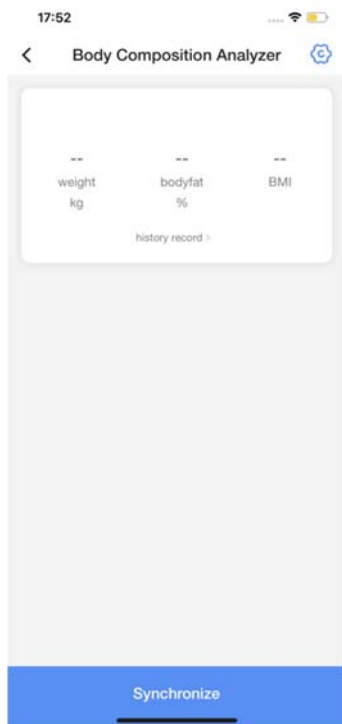 17:52
Body Composition Analyzer
-- -- --
weight bodyfat BMI
kg %
history record >
Synchronize